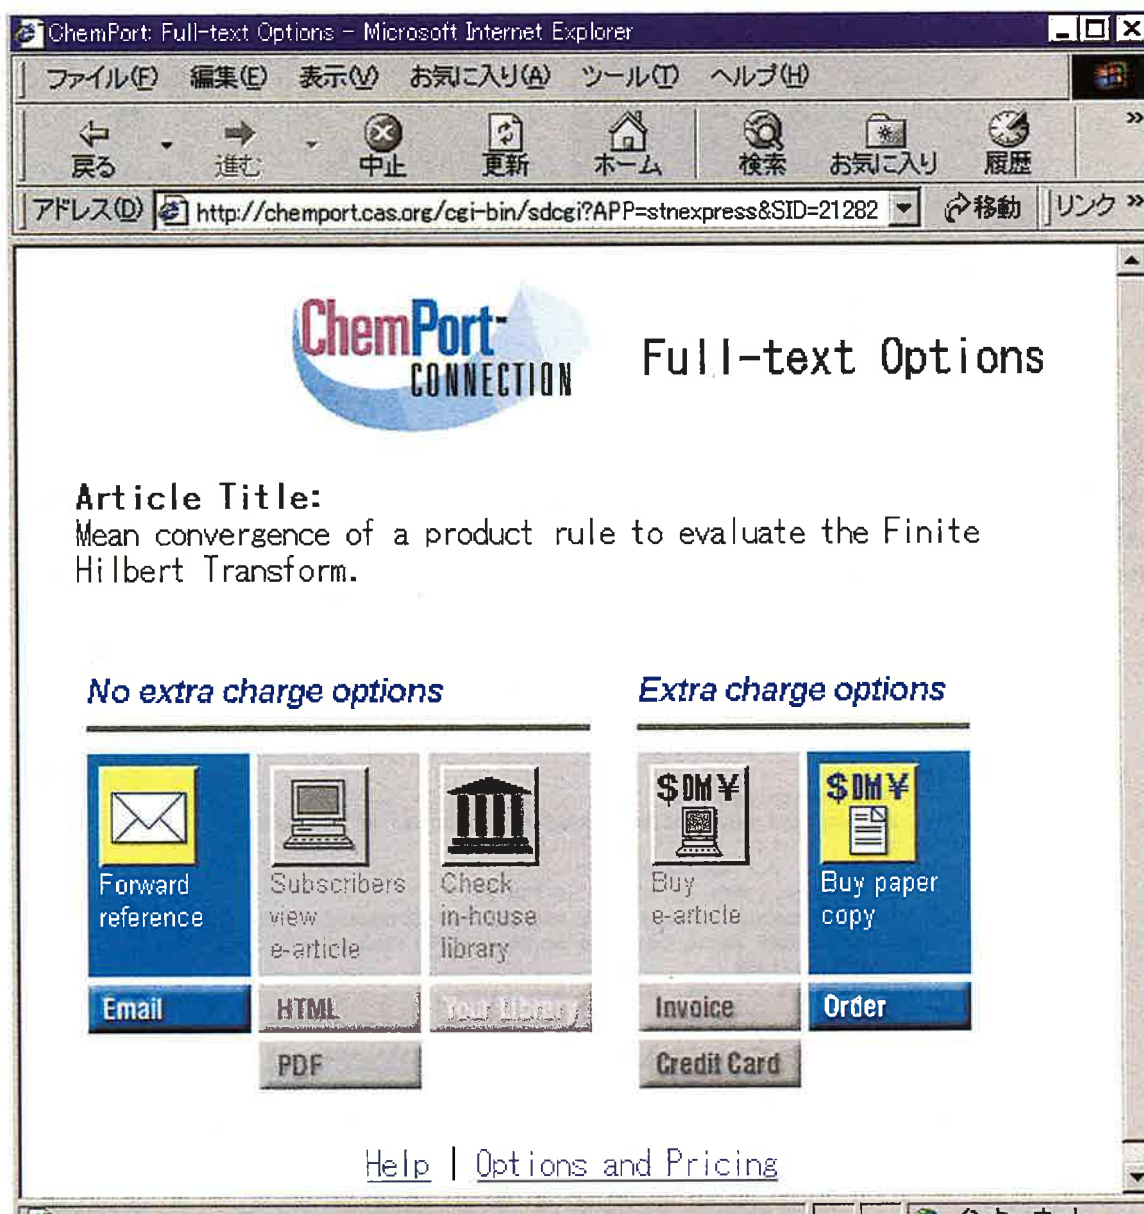 ChemPort: Full-text Options - Microsoft Internet Explorer
ファイル(F) 編集(E) 表示(V) お気に入り(A) ツール(T) ヘルプ(H)
戻る 進む 中止 更新 ホーム 検索 お気に入り 履歴 »
アドレス(D) http://chemport.cas.org/cgi-bin/sdcgi?APP=stnexpress&SID=21282 移動 リンク »
ChemPort™
CONNECTION
Full-text Options
Article Title:
Mean convergence of a product rule to evaluate the Finite
Hilbert Transform.
No extra charge options
Extra charge options
Forward
reference
Email
Subscribers
view
e-article
HTML
PDF
Check
in-house
library
Your Library
$DM¥
Buy
e-article
Invoice
Credit Card
$DM¥
Buy paper
copy
Order
Help | Options and Pricing